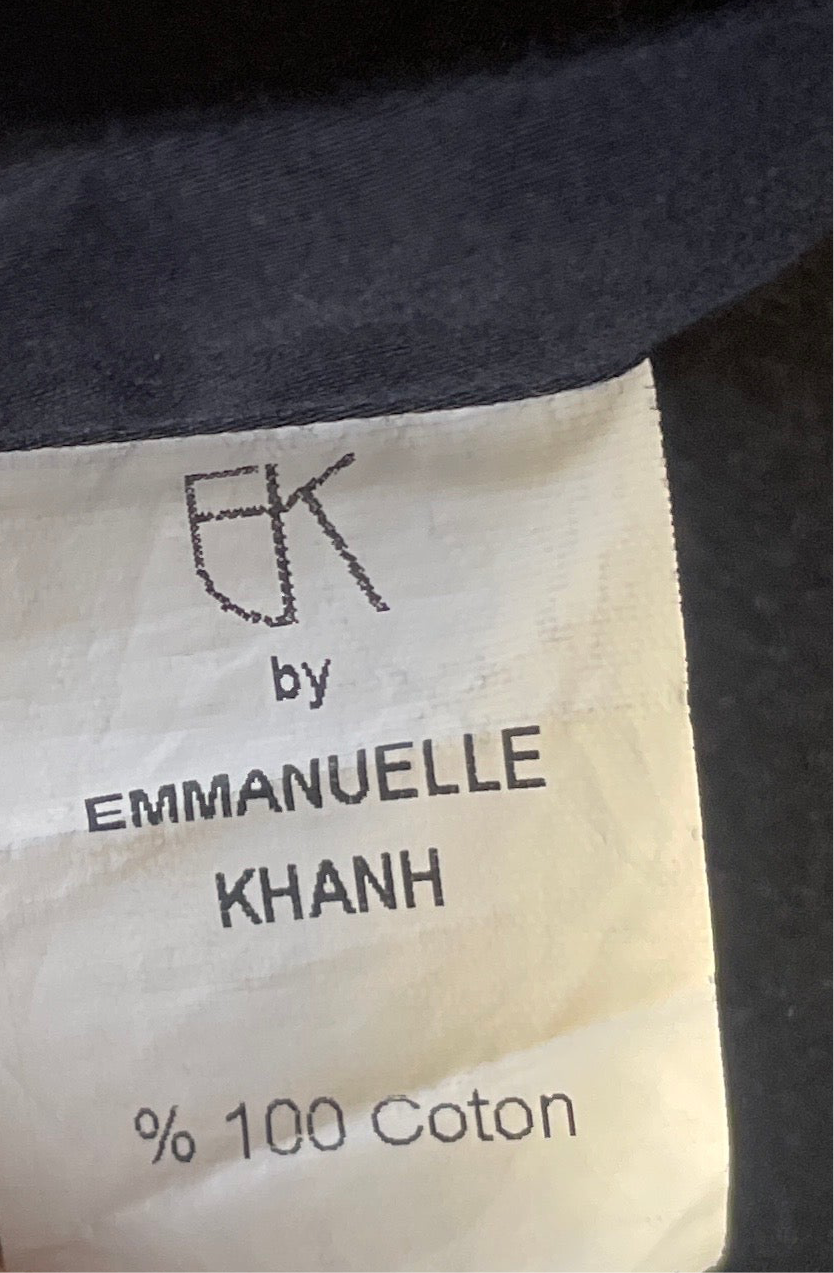 EK
by
EMMANUELLE
KHANH
% 100 Coton